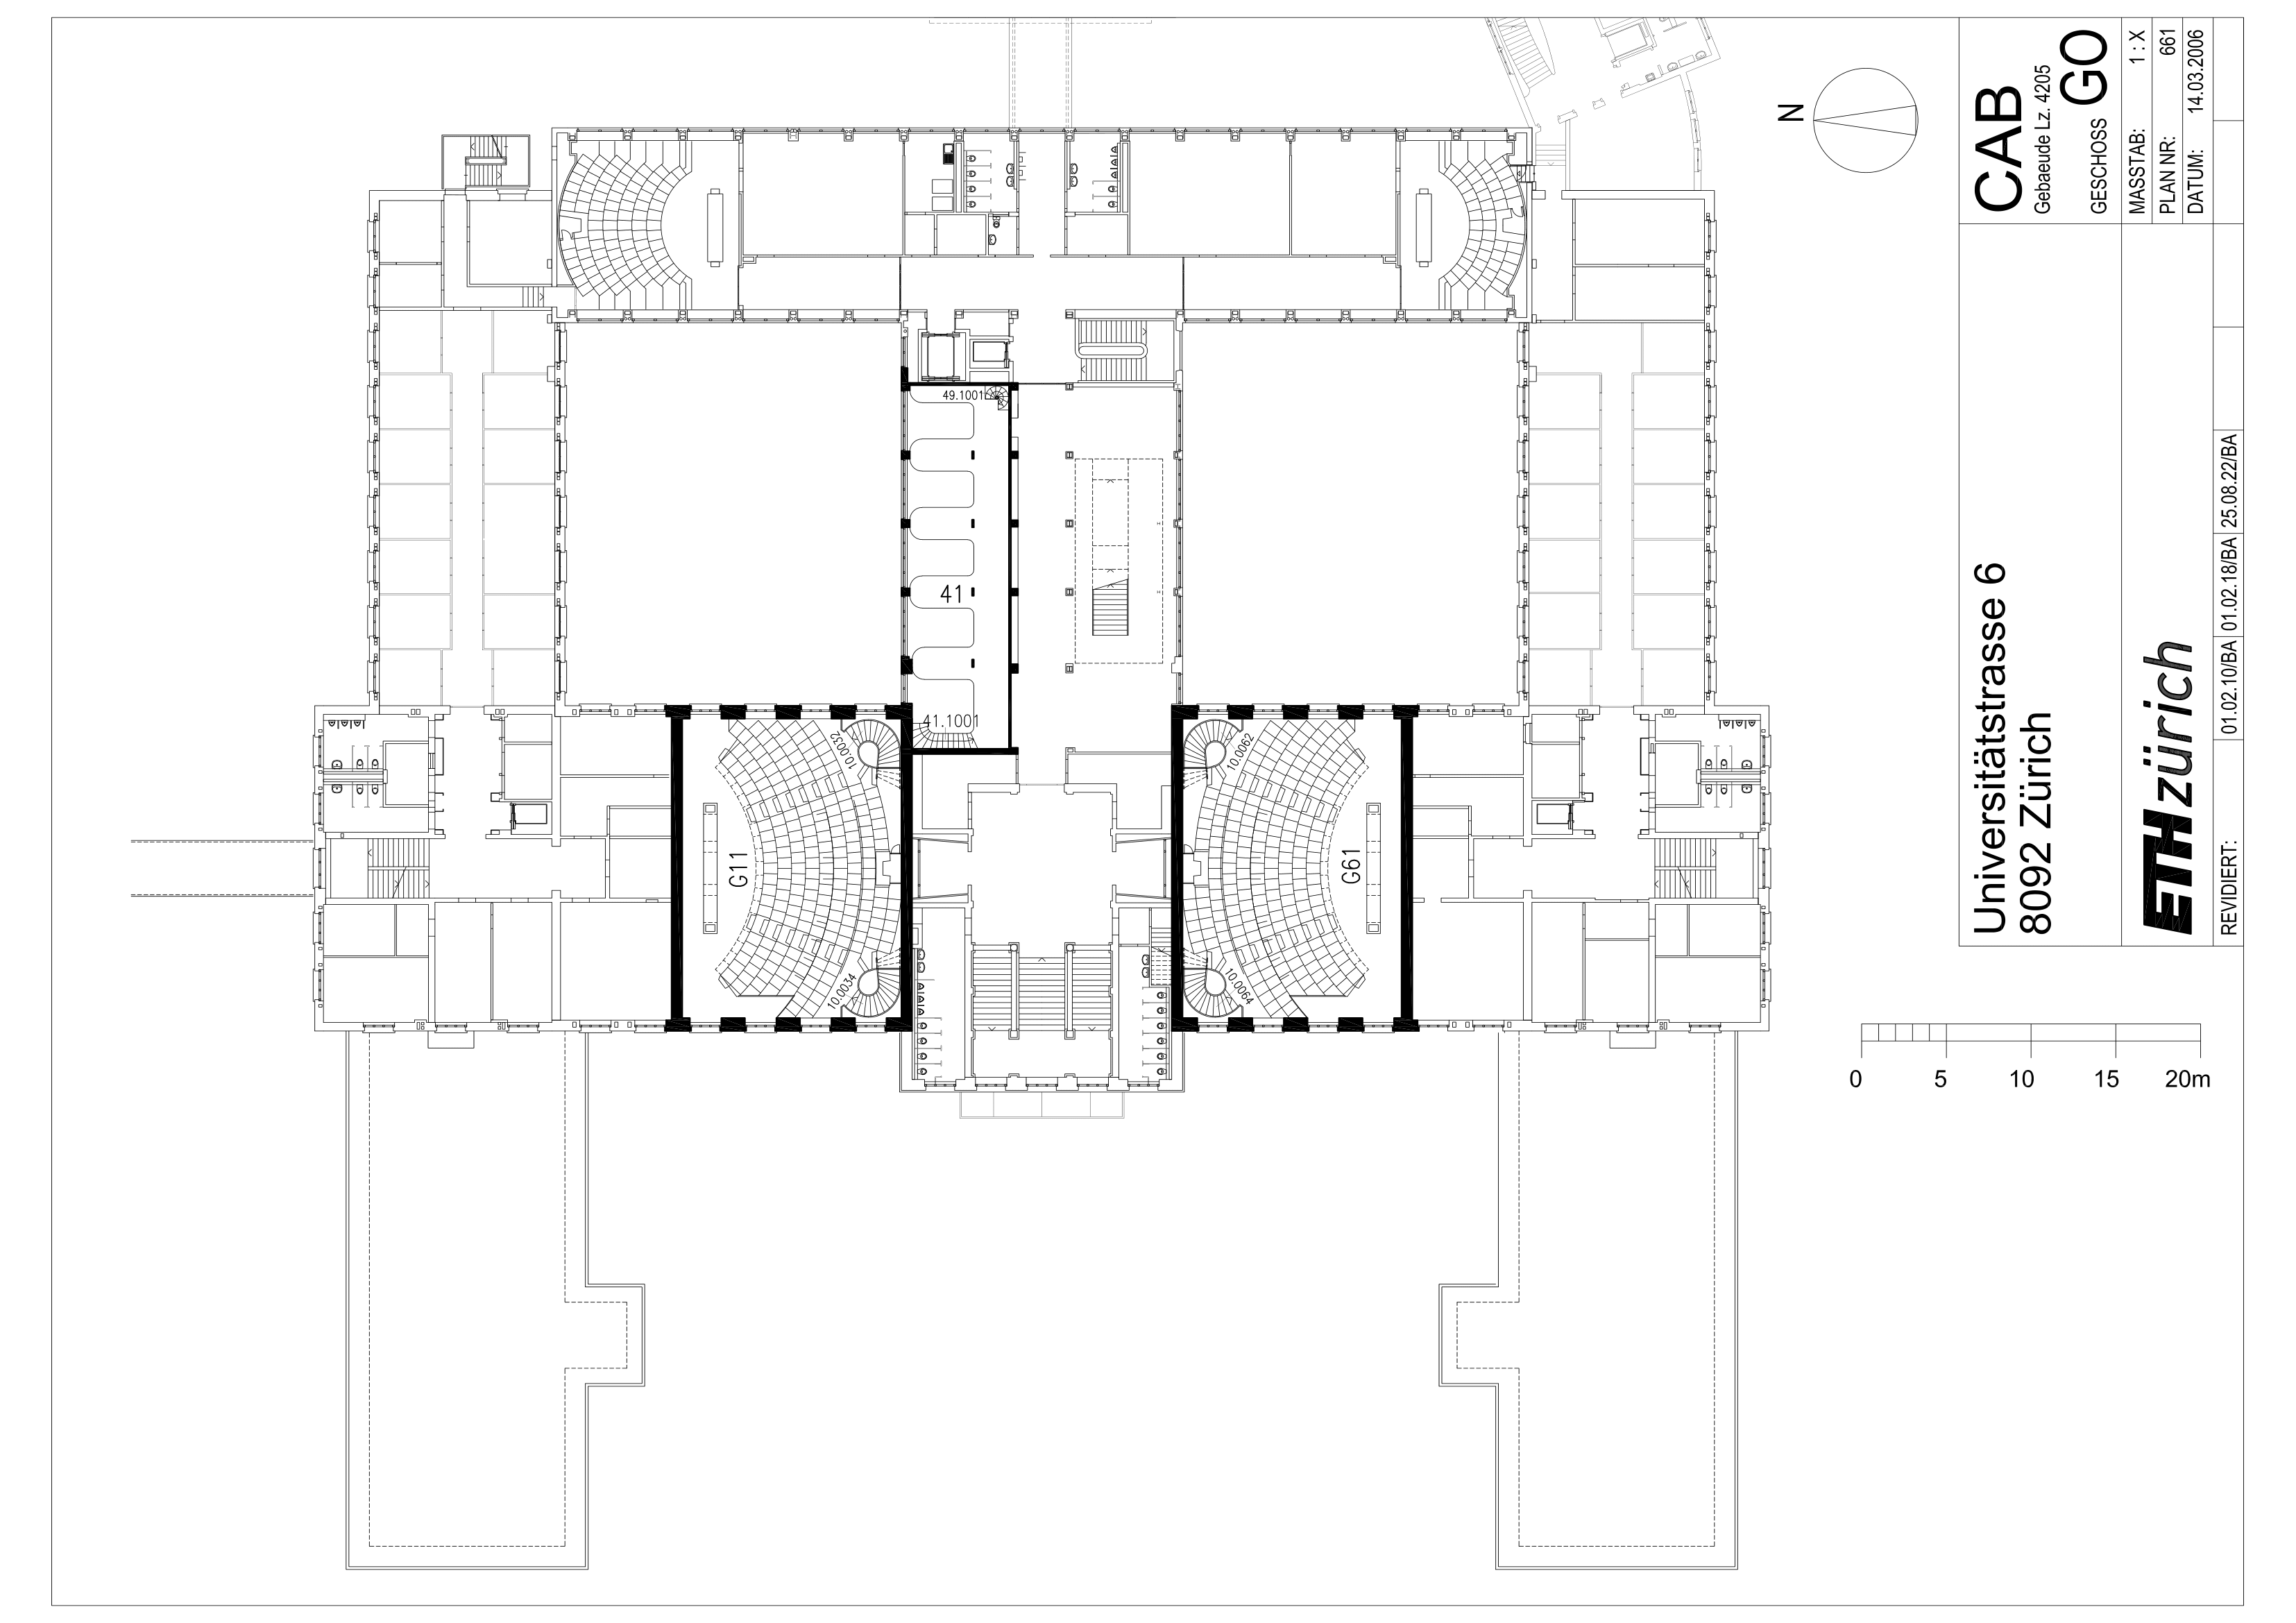 N
CAB
Gebaeude Lz. 4205
GESCHOSS GO
MASSTAB: 1 : X
PLAN NR: 661
DATUM: 14.03.2006
Universitätstrasse 6
8092 Zürich
ETH zürich
REVIDIERT: 01.02.10/BA 01.02.18/BA 25.08.22/BA
49.1001
41
41.1001
10.0032
G11
10.0034
10.0062
G61
10.0064
0 5 10 15 20m